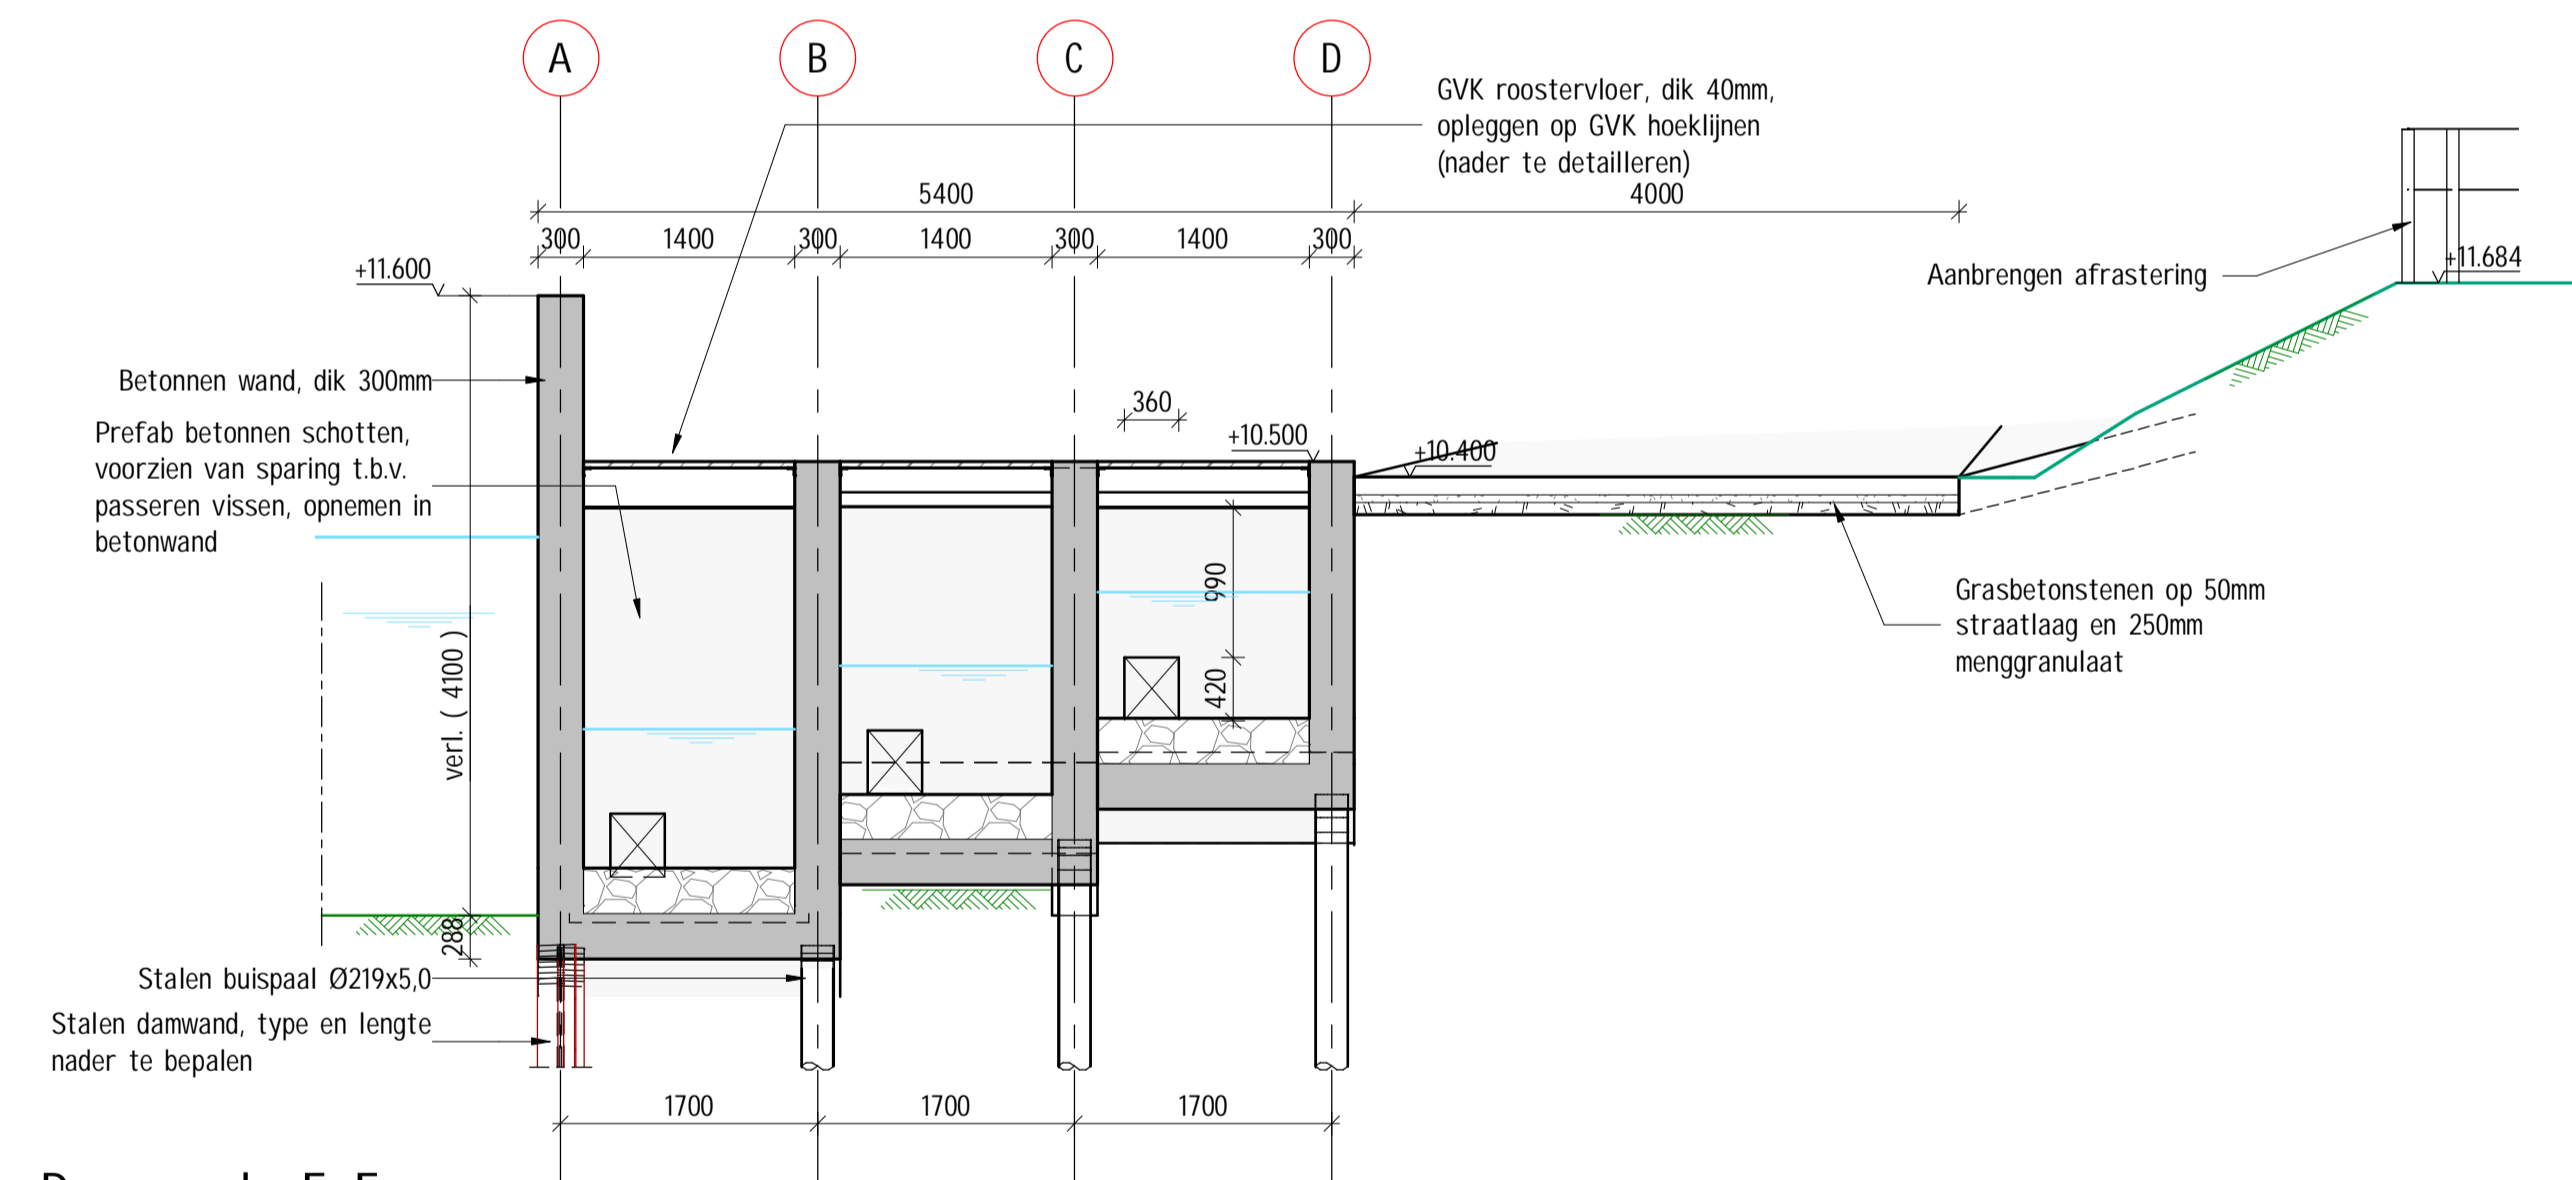 A B C D
GVK roostervloer, dik 40mm,
opleggen op GVK hoeklijnen
(nader te detailleren)
5400 4000
300 1400 300 1400 300 1400 300
+11.600
+11.684
Aanbrengen afrastering
Betonnen wand, dik 300mm
Prefab betonnen schotten,
voorzien van sparing t.b.v.
passeren vissen, opnemen in
betonwand
360
+10.500
+10.400
990
420
verl. ( 4100 )
288
Grasbetonstenen op 50mm
straatlaag en 250mm
menggranulaat
Stalen buispaal Ø219x5,0
Stalen damwand, type en lengte
nader te bepalen
1700 1700 1700